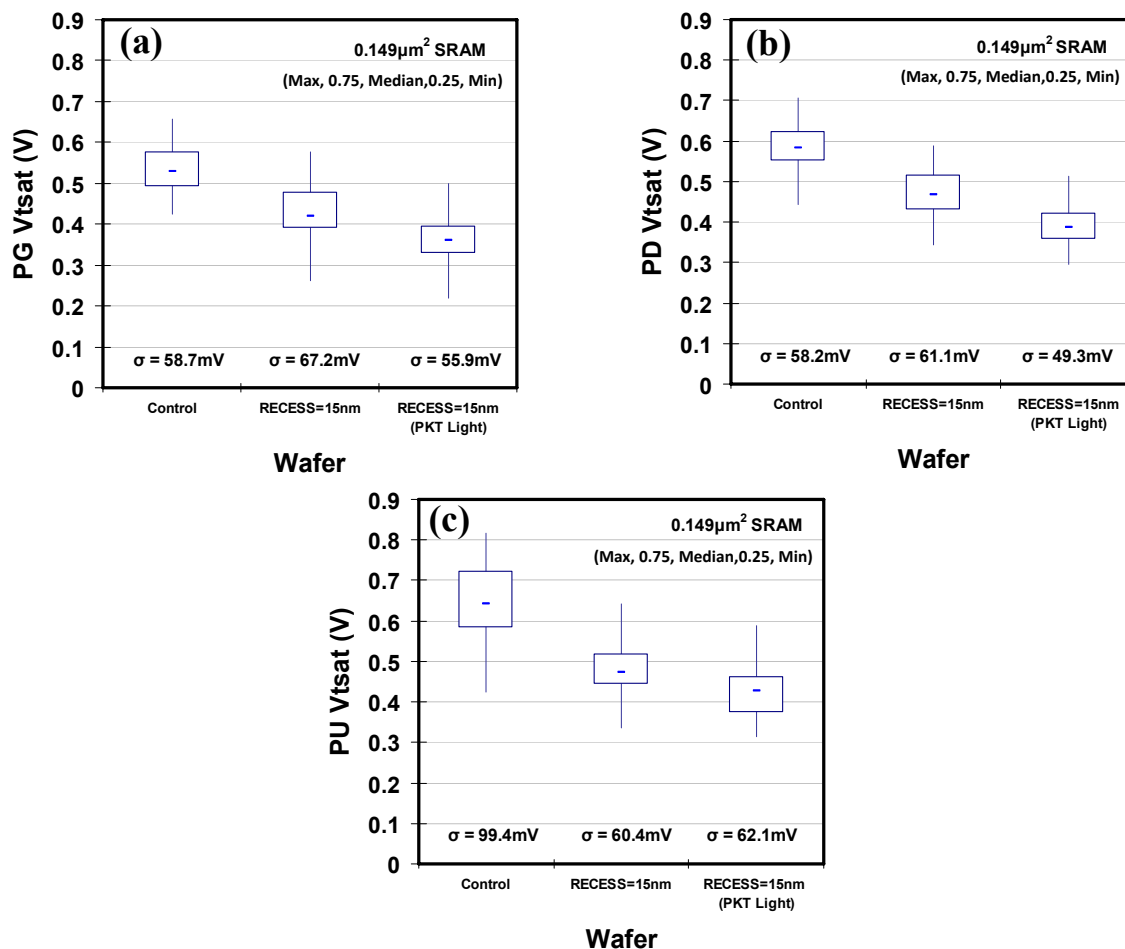 (a)
0.149µm² SRAM
(Max, 0.75, Median,0.25, Min)
PG Vtsat (V)
0.9
0.8
0.7
0.6
0.5
0.4
0.3
0.2
0.1
0
σ = 58.7mV σ = 67.2mV σ = 55.9mV
Control RECESS=15nm RECESS=15nm
(PKT Light)
Wafer
(b)
0.149µm² SRAM
(Max, 0.75, Median,0.25, Min)
PD Vtsat (V)
0.9
0.8
0.7
0.6
0.5
0.4
0.3
0.2
0.1
0
σ = 58.2mV σ = 61.1mV σ = 49.3mV
Control RECESS=15nm RECESS=15nm
(PKT Light)
Wafer
(c)
0.149µm² SRAM
(Max, 0.75, Median,0.25, Min)
PU Vtsat (V)
0.9
0.8
0.7
0.6
0.5
0.4
0.3
0.2
0.1
0
σ = 99.4mV σ = 60.4mV σ = 62.1mV
Control RECESS=15nm RECESS=15nm
(PKT Light)
Wafer